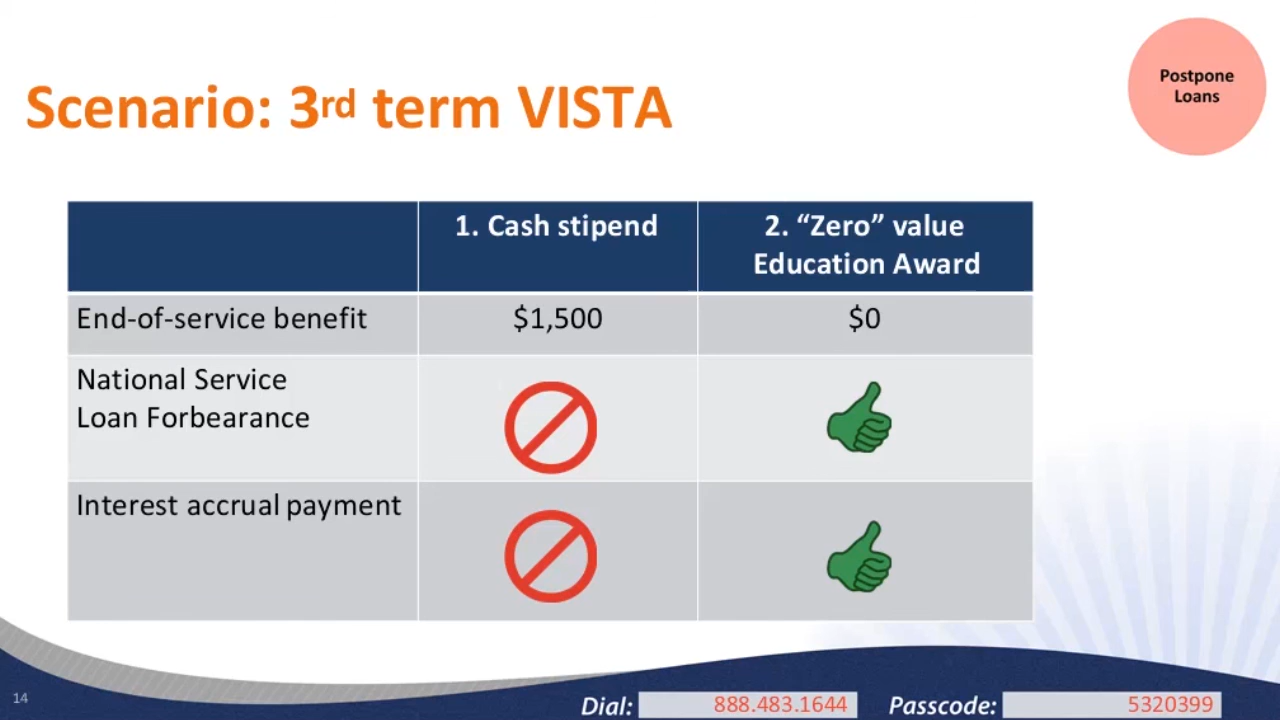 Postpone
Loans
Scenario: 3rd term VISTA
1. Cash stipend
2. “Zero” value
Education Award
End-of-service benefit
$1,500
$0
National Service
Loan Forbearance
Interest accrual payment
14
Dial: 888.483.1644 Passcode: 5320399